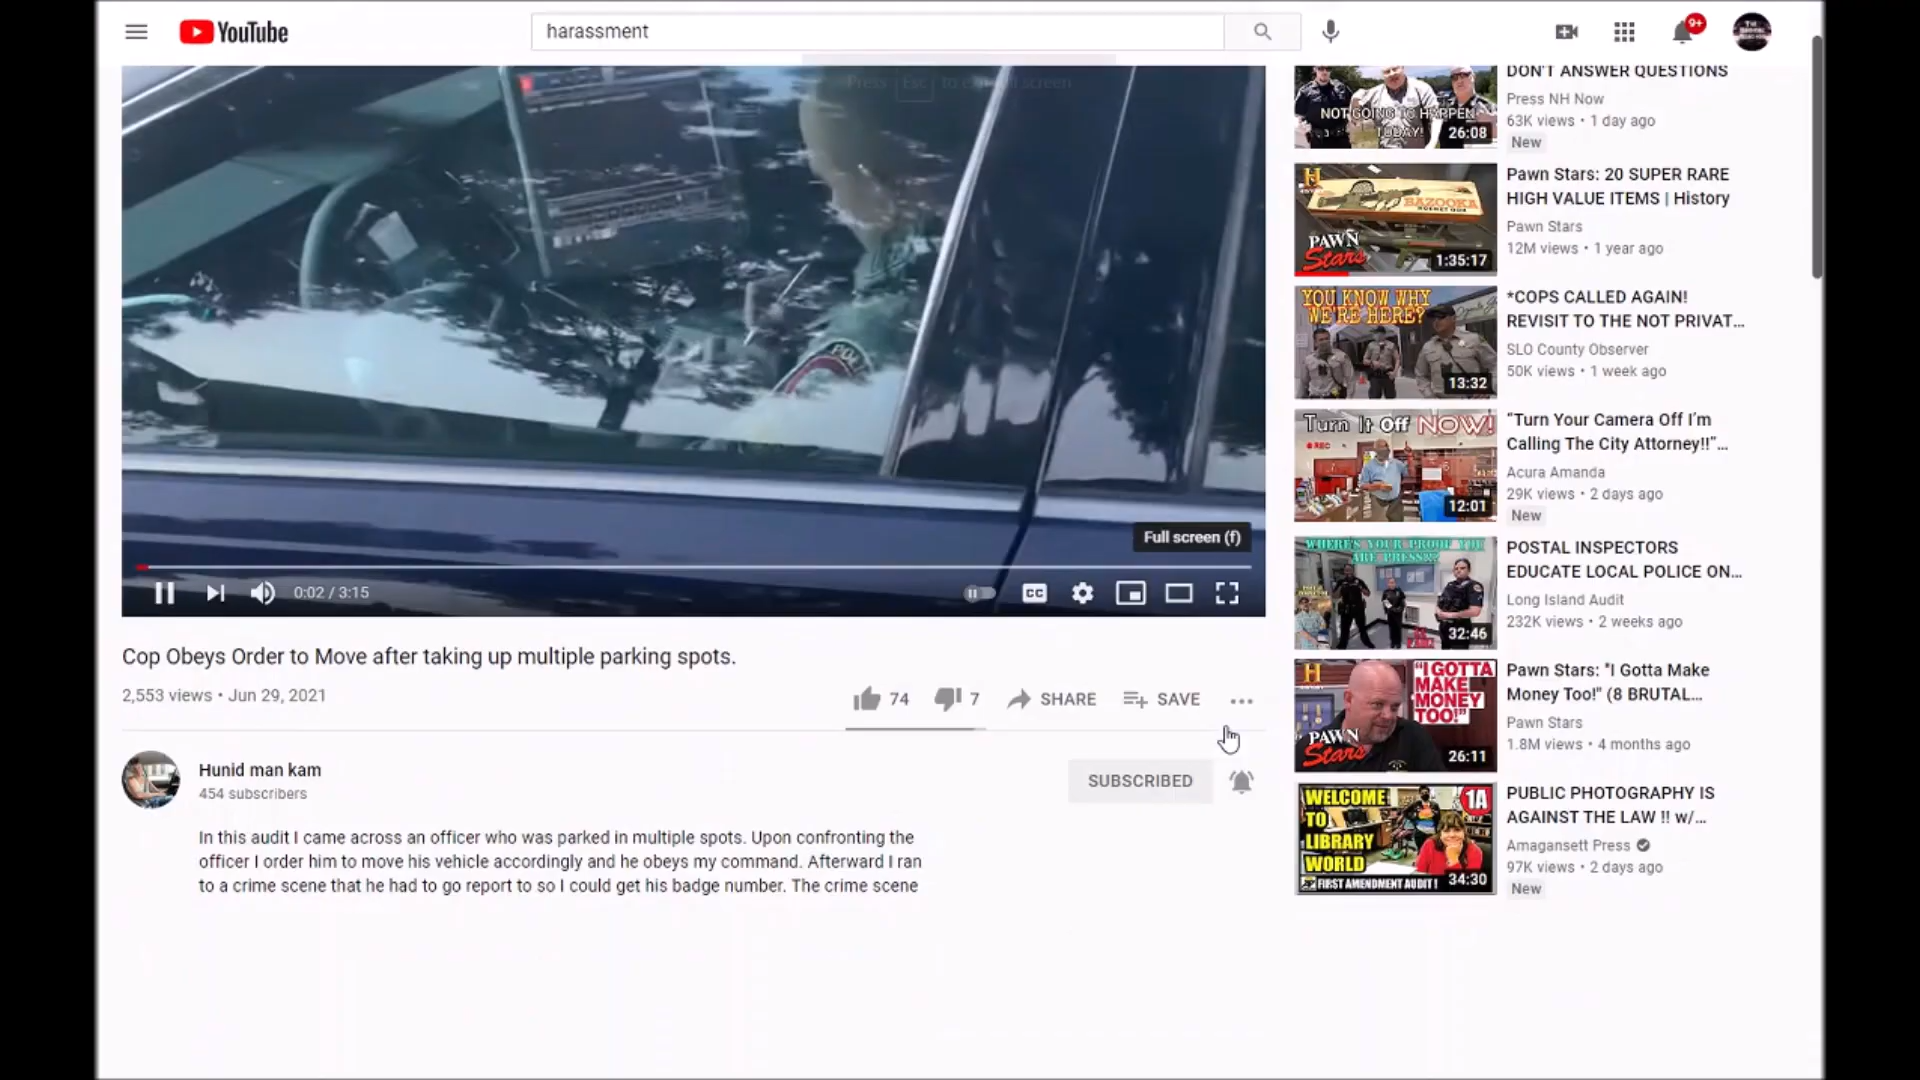 YouTube
harassment
9+
Press Esc to exit full screen
Full screen (f)
0:02 / 3:15
CC
Cop Obeys Order to Move after taking up multiple parking spots.
2,553 views • Jun 29, 2021
74
7
SHARE
SAVE
Hunid man kam
454 subscribers
SUBSCRIBED
In this audit I came across an officer who was parked in multiple spots. Upon confronting the
officer I order him to move his vehicle accordingly and he obeys my command. Afterward I ran
to a crime scene that he had to go report to so I could get his badge number. The crime scene
NOT GOING TO HAPPEN
TODAY!
26:08
DON'T ANSWER QUESTIONS
Press NH Now
63K views • 1 day ago
New
H
BAZOOKA
PAWN
Stars
1:35:17
Pawn Stars: 20 SUPER RARE
HIGH VALUE ITEMS | History
Pawn Stars
12M views • 1 year ago
YOU KNOW WHY
WE'RE HERE?
13:32
*COPS CALLED AGAIN!
REVISIT TO THE NOT PRIVAT...
SLO County Observer
50K views • 1 week ago
Turn It Off NOW!
REC
12:01
“Turn Your Camera Off I’m
Calling The City Attorney!!”...
Acura Amanda
29K views • 2 days ago
New
WHERE'S YOUR PROOF YOU
ARE PRESS?!?
32:46
POSTAL INSPECTORS
EDUCATE LOCAL POLICE ON...
Long Island Audit
232K views • 2 weeks ago
H
"I GOTTA
MAKE
MONEY
TOO!"
PAWN
Stars
26:11
Pawn Stars: "I Gotta Make
Money Too!" (8 BRUTAL...
Pawn Stars
1.8M views • 4 months ago
WELCOME
TO
LIBRARY
WORLD
1A
FIRST AMENDMENT AUDIT !
34:30
PUBLIC PHOTOGRAPHY IS
AGAINST THE LAW !! w/...
Amagansett Press
97K views • 2 days ago
New